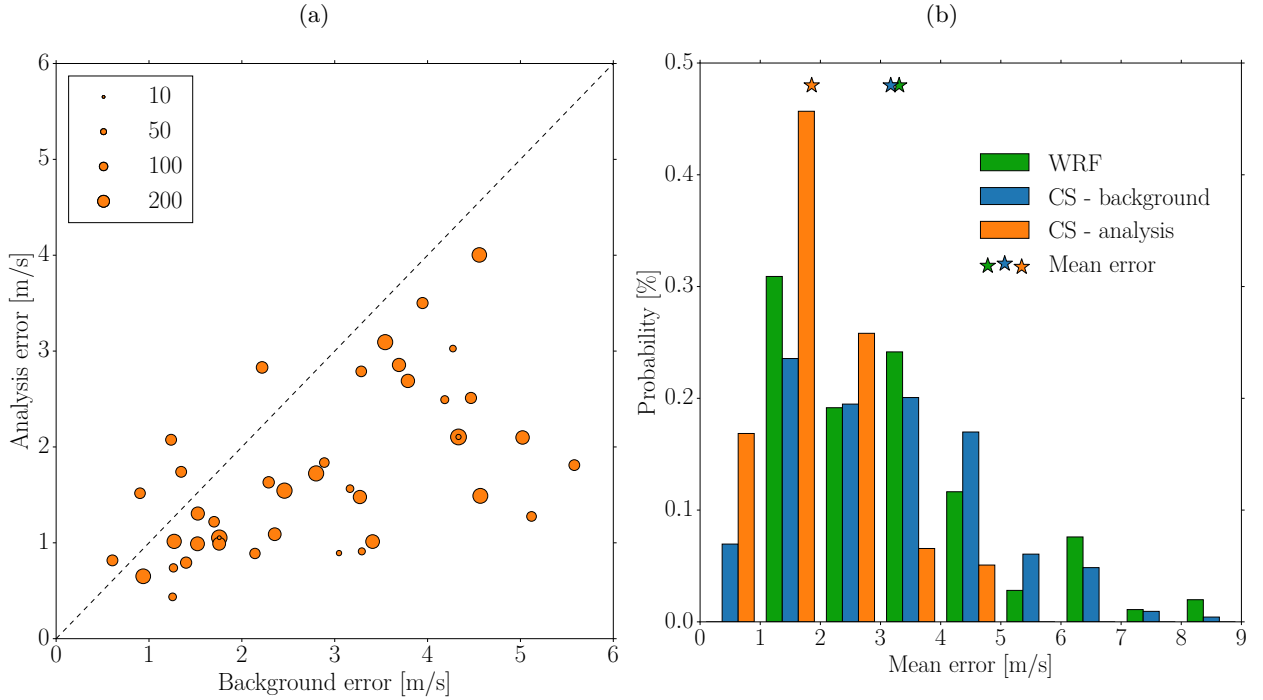 (a)
(b)
Analysis error [m/s]
6
5
4
3
2
1
0
10
50
100
200
0 1 2 3 4 5 6
Background error [m/s]
Probability [%]
0.5
0.4
0.3
0.2
0.1
0.0
WRF
CS - background
CS - analysis
Mean error
0 1 2 3 4 5 6 7 8 9
Mean error [m/s]